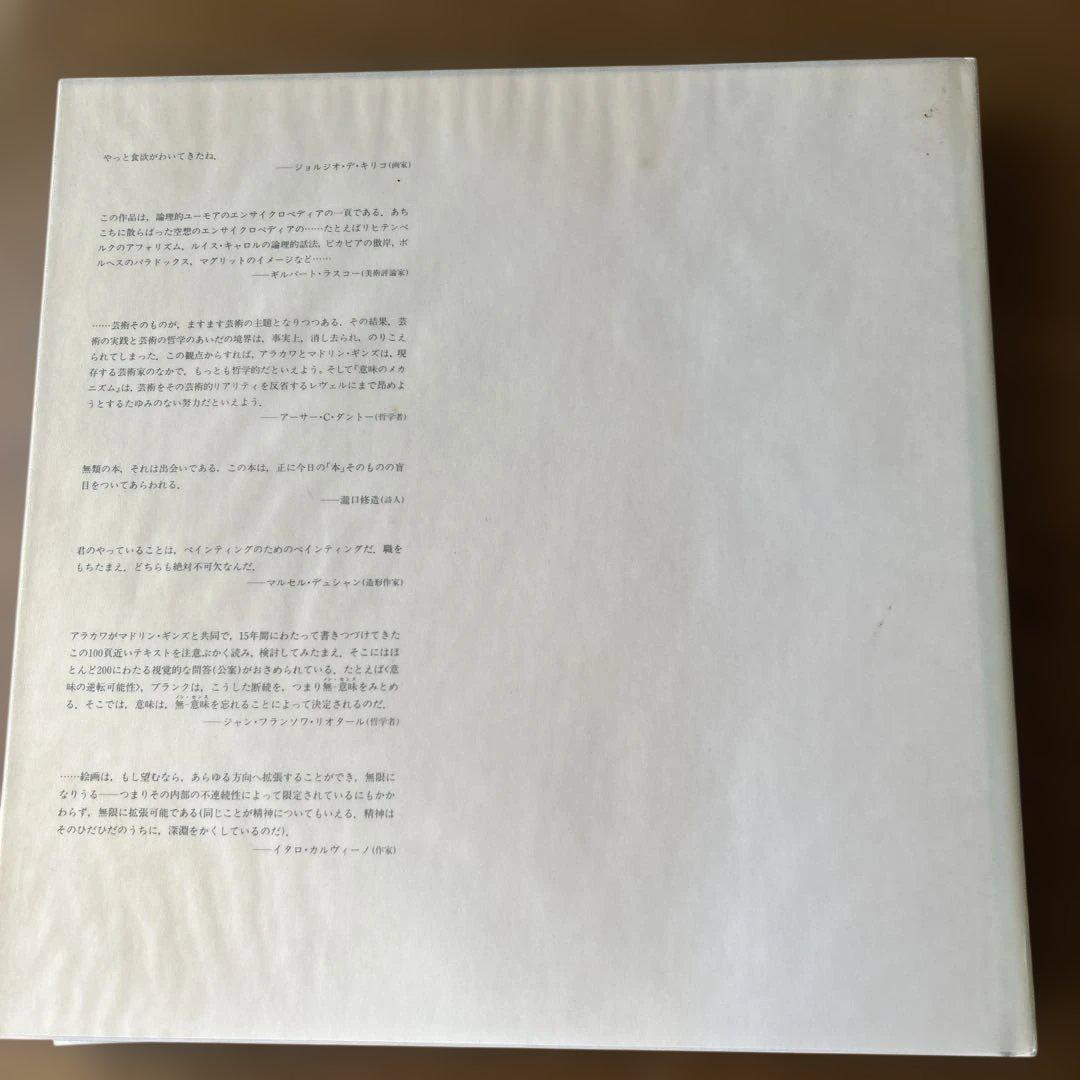 やっと食欲がわいてきたね.
——ジョルジオ・デ・キリコ(画家)
この作品は，論理的ユーモアのエンサイクロペディアの一頁である．あち
こちに散らばった空想のエンサイクロペディアの……たとえばリヒテンベ
ルクのアフォリズム，ルイス・キャロルの論理的話法，ピカビアの傲岸，ボ
ルヘスのパラドックス，マグリットのイメージなど……
——ギルバート・ラスコー(美術評論家)
……芸術そのものが，ますます芸術の主題となりつつある．その結果，芸
術の実践と芸術の哲学のあいだの境界は，事実上，消し去られ，のりこえ
られてしまった．この観点からすれば，アラカワとマドリン・ギンズは，現
存する芸術家のなかで，もっとも哲学的だといえよう。そして『意味のメカ
ニズム』は，芸術をその芸術的リアリティを反省するレヴェルにまで昂めよ
うとするたゆみのない努力だといえよう．
——アーサー・C・ダントー(哲学者)
無類の本，それは出会いである．この本は，正に今日の「本」そのものの盲
目をついてあらわれる．
——瀧口修造(詩人)
君のやっていることは，ペインティングのためのペインティングだ．職を
もちたまえ．どちらも絶対不可欠なんだ．
——マルセル・デュシャン(造形作家)
アラカワがマドリン・ギンズと共同で，15年間にわたって書きつづけてきた
この100頁近いテキストを注意ぶかく読み，検討してみたまえ．そこにはほ
とんど200にわたる視覚的な問答(公案)がおさめられている．たとえば〈意
味の逆転可能性〉，ブランクは，こうした断続を，つまり無-意味をみとめ
る．そこでは，意味は，無-意味を忘れることによって決定されるのだ．
——ジャン・フランソワ・リオタール(哲学者)
……絵画は，もし望むなら，あらゆる方向へ拡張することができ，無限に
なりうる——つまりその内部の不連続性によって限定されているにもかか
わらず，無限に拡張可能である(同じことが精神についてもいえる．精神は
そのひだひだのうちに，深淵をかくしているのだ)．
——イタロ・カルヴィーノ(作家)